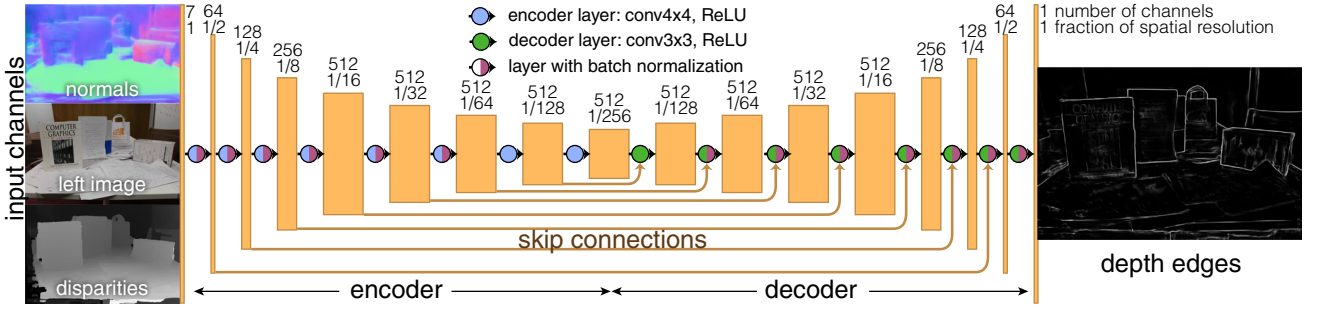 input channels
normals
COMPUTER
GRAPHICS
left image
disparities
7
1
64
1/2
128
1/4
256
1/8
512
1/16
512
1/32
512
1/64
512
1/128
512
1/256
512
1/128
512
1/64
512
1/32
512
1/16
256
1/8
128
1/4
64
1/2
1 number of channels
1 fraction of spatial resolution
encoder layer: conv4x4, ReLU
decoder layer: conv3x3, ReLU
layer with batch normalization
skip connections
encoder
decoder
COMPUTER
GRAPHICS
depth edges